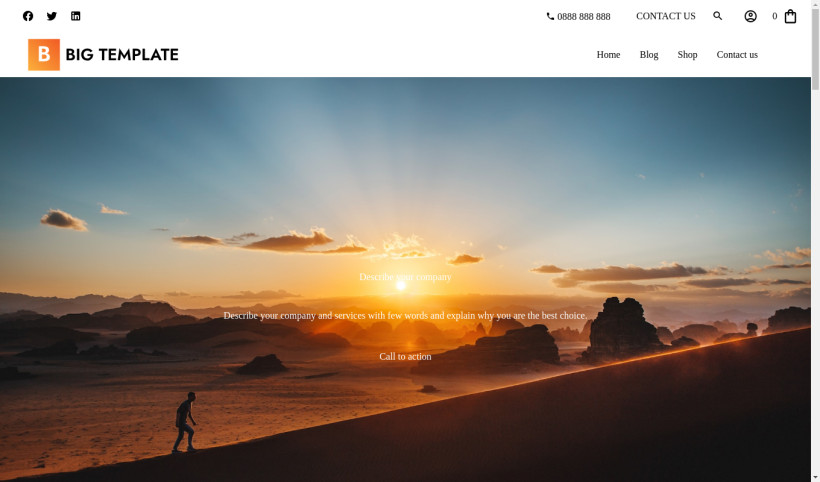 0888 888 888
CONTACT US
0
B BIG TEMPLATE
Home Blog Shop Contact us
Describe your company
Describe your company and services with few words and explain why you are the best choice.
Call to action